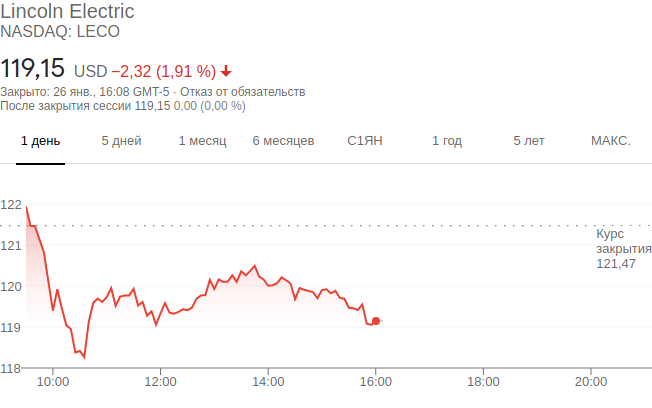 Lincoln Electric
NASDAQ: LECO
119,15 USD −2,32 (1,91 %)
Закрыто: 26 янв., 16:08 GMT-5 · Отказ от обязательств
После закрытия сессии 119,15 0,00 (0,00 %)
1 день 5 дней 1 месяц 6 месяцев С1ЯН 1 год 5 лет МАКС.
122
Курс
закрытия
121,47
121
120
119
118
10:00 12:00 14:00 16:00 18:00 20:00